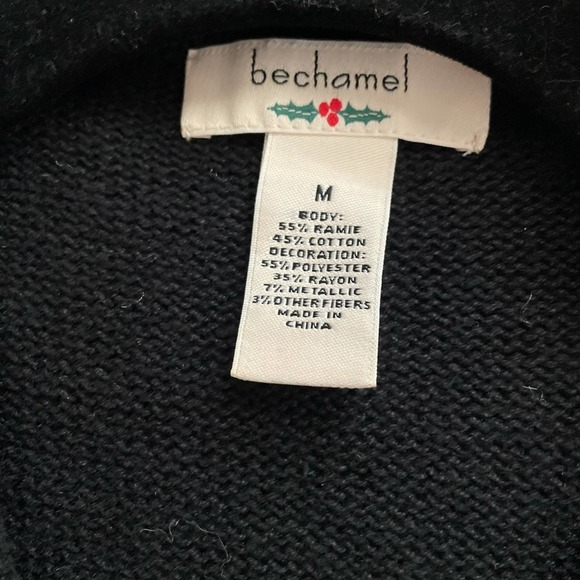 bechamel
M
BODY:
55% RAMIE
45% COTTON
DECORATION:
55% POLYESTER
35% RAYON
7% METALLIC
3% OTHER FIBERS
MADE IN
CHINA